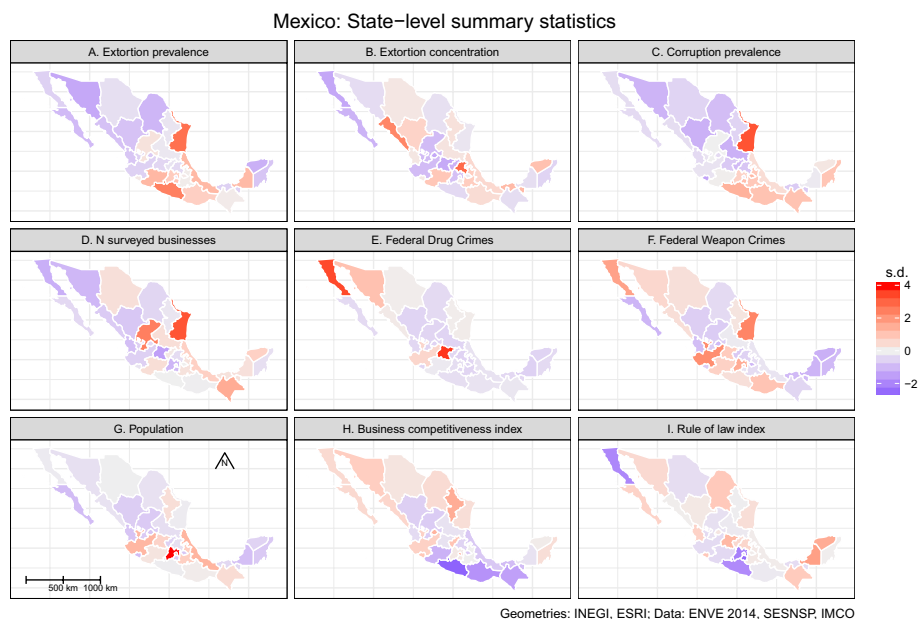 Mexico: State−level summary statistics
A. Extortion prevalence
B. Extortion concentration
C. Corruption prevalence
D. N surveyed businesses
E. Federal Drug Crimes
F. Federal Weapon Crimes
s.d.
4
2
0
−2
G. Population
H. Business competitiveness index
I. Rule of law index
N
500 km 1000 km
Geometries: INEGI, ESRI; Data: ENVE 2014, SESNSP, IMCO